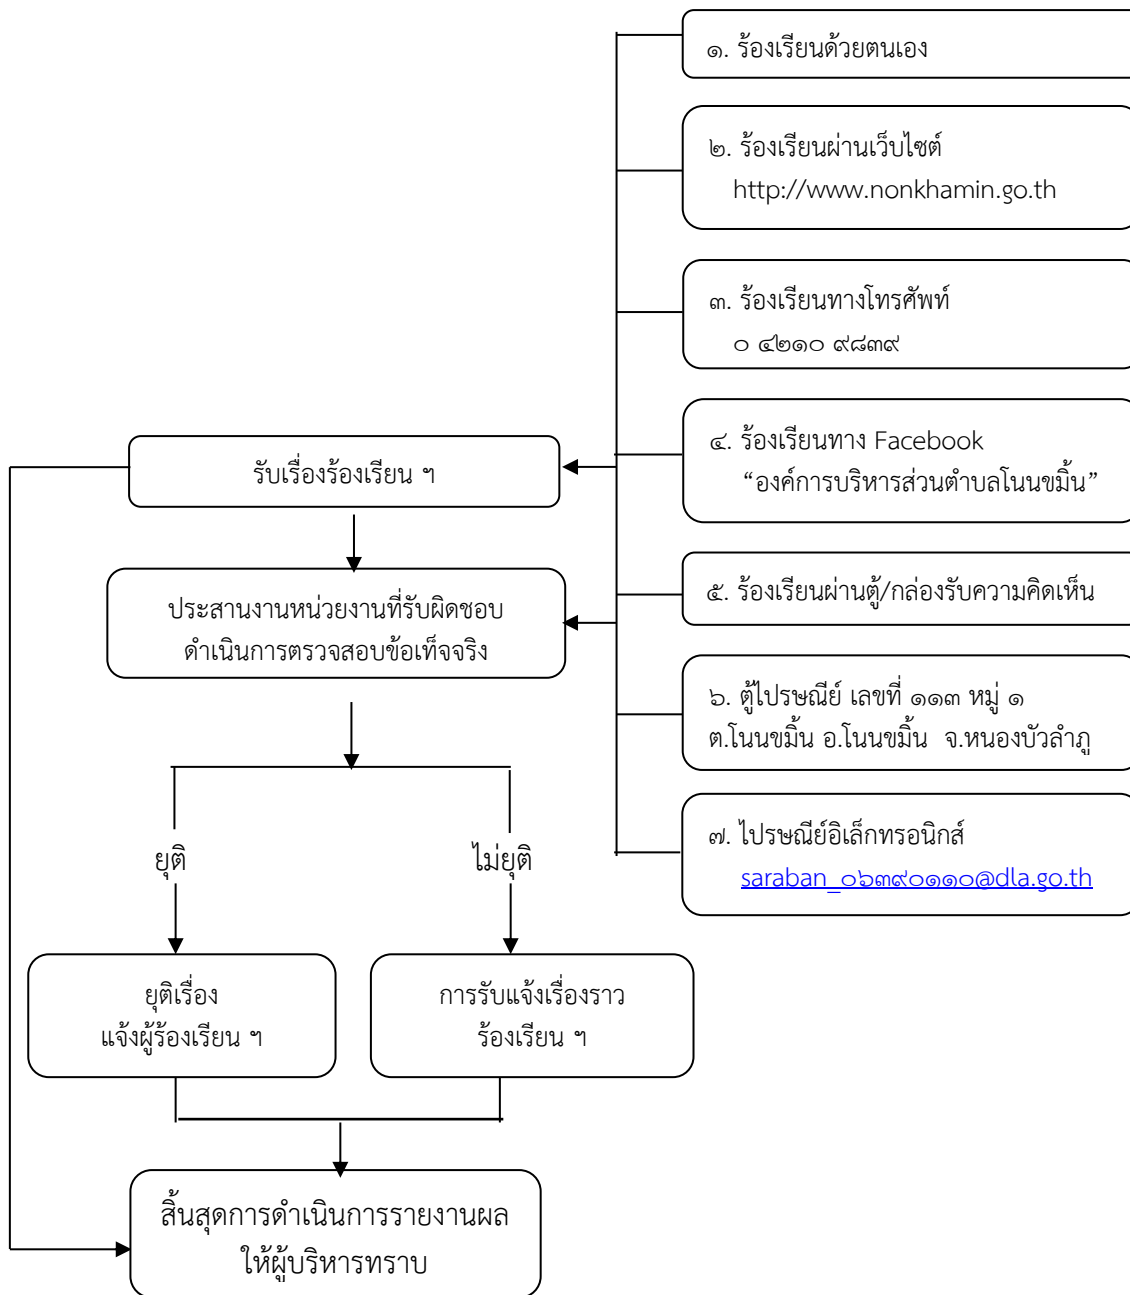 ๑. ร้องเรียนด้วยตนเอง
๒. ร้องเรียนผ่านเว็บไซต์
http://www.nonkhamin.go.th
๓. ร้องเรียนทางโทรศัพท์
๐ ๔๒๑๐ ๙๘๓๙
๔. ร้องเรียนทาง Facebook
“องค์การบริหารส่วนตำบลโนนขมิ้น”
๕. ร้องเรียนผ่านตู้/กล่องรับความคิดเห็น
๖. ตู้ไปรษณีย์ เลขที่ ๑๑๓ หมู่ ๑
ต.โนนขมิ้น อ.โนนขมิ้น จ.หนองบัวลำภู
๗. ไปรษณีย์อิเล็กทรอนิกส์
saraban_๐๖๓๙๐๑๑๐@dla.go.th
รับเรื่องร้องเรียน ฯ
ประสานงานหน่วยงานที่รับผิดชอบ
ดำเนินการตรวจสอบข้อเท็จจริง
ยุติ
ไม่ยุติ
ยุติเรื่อง
แจ้งผู้ร้องเรียน ฯ
การรับแจ้งเรื่องราว
ร้องเรียน ฯ
สิ้นสุดการดำเนินการรายงานผล
ให้ผู้บริหารทราบ